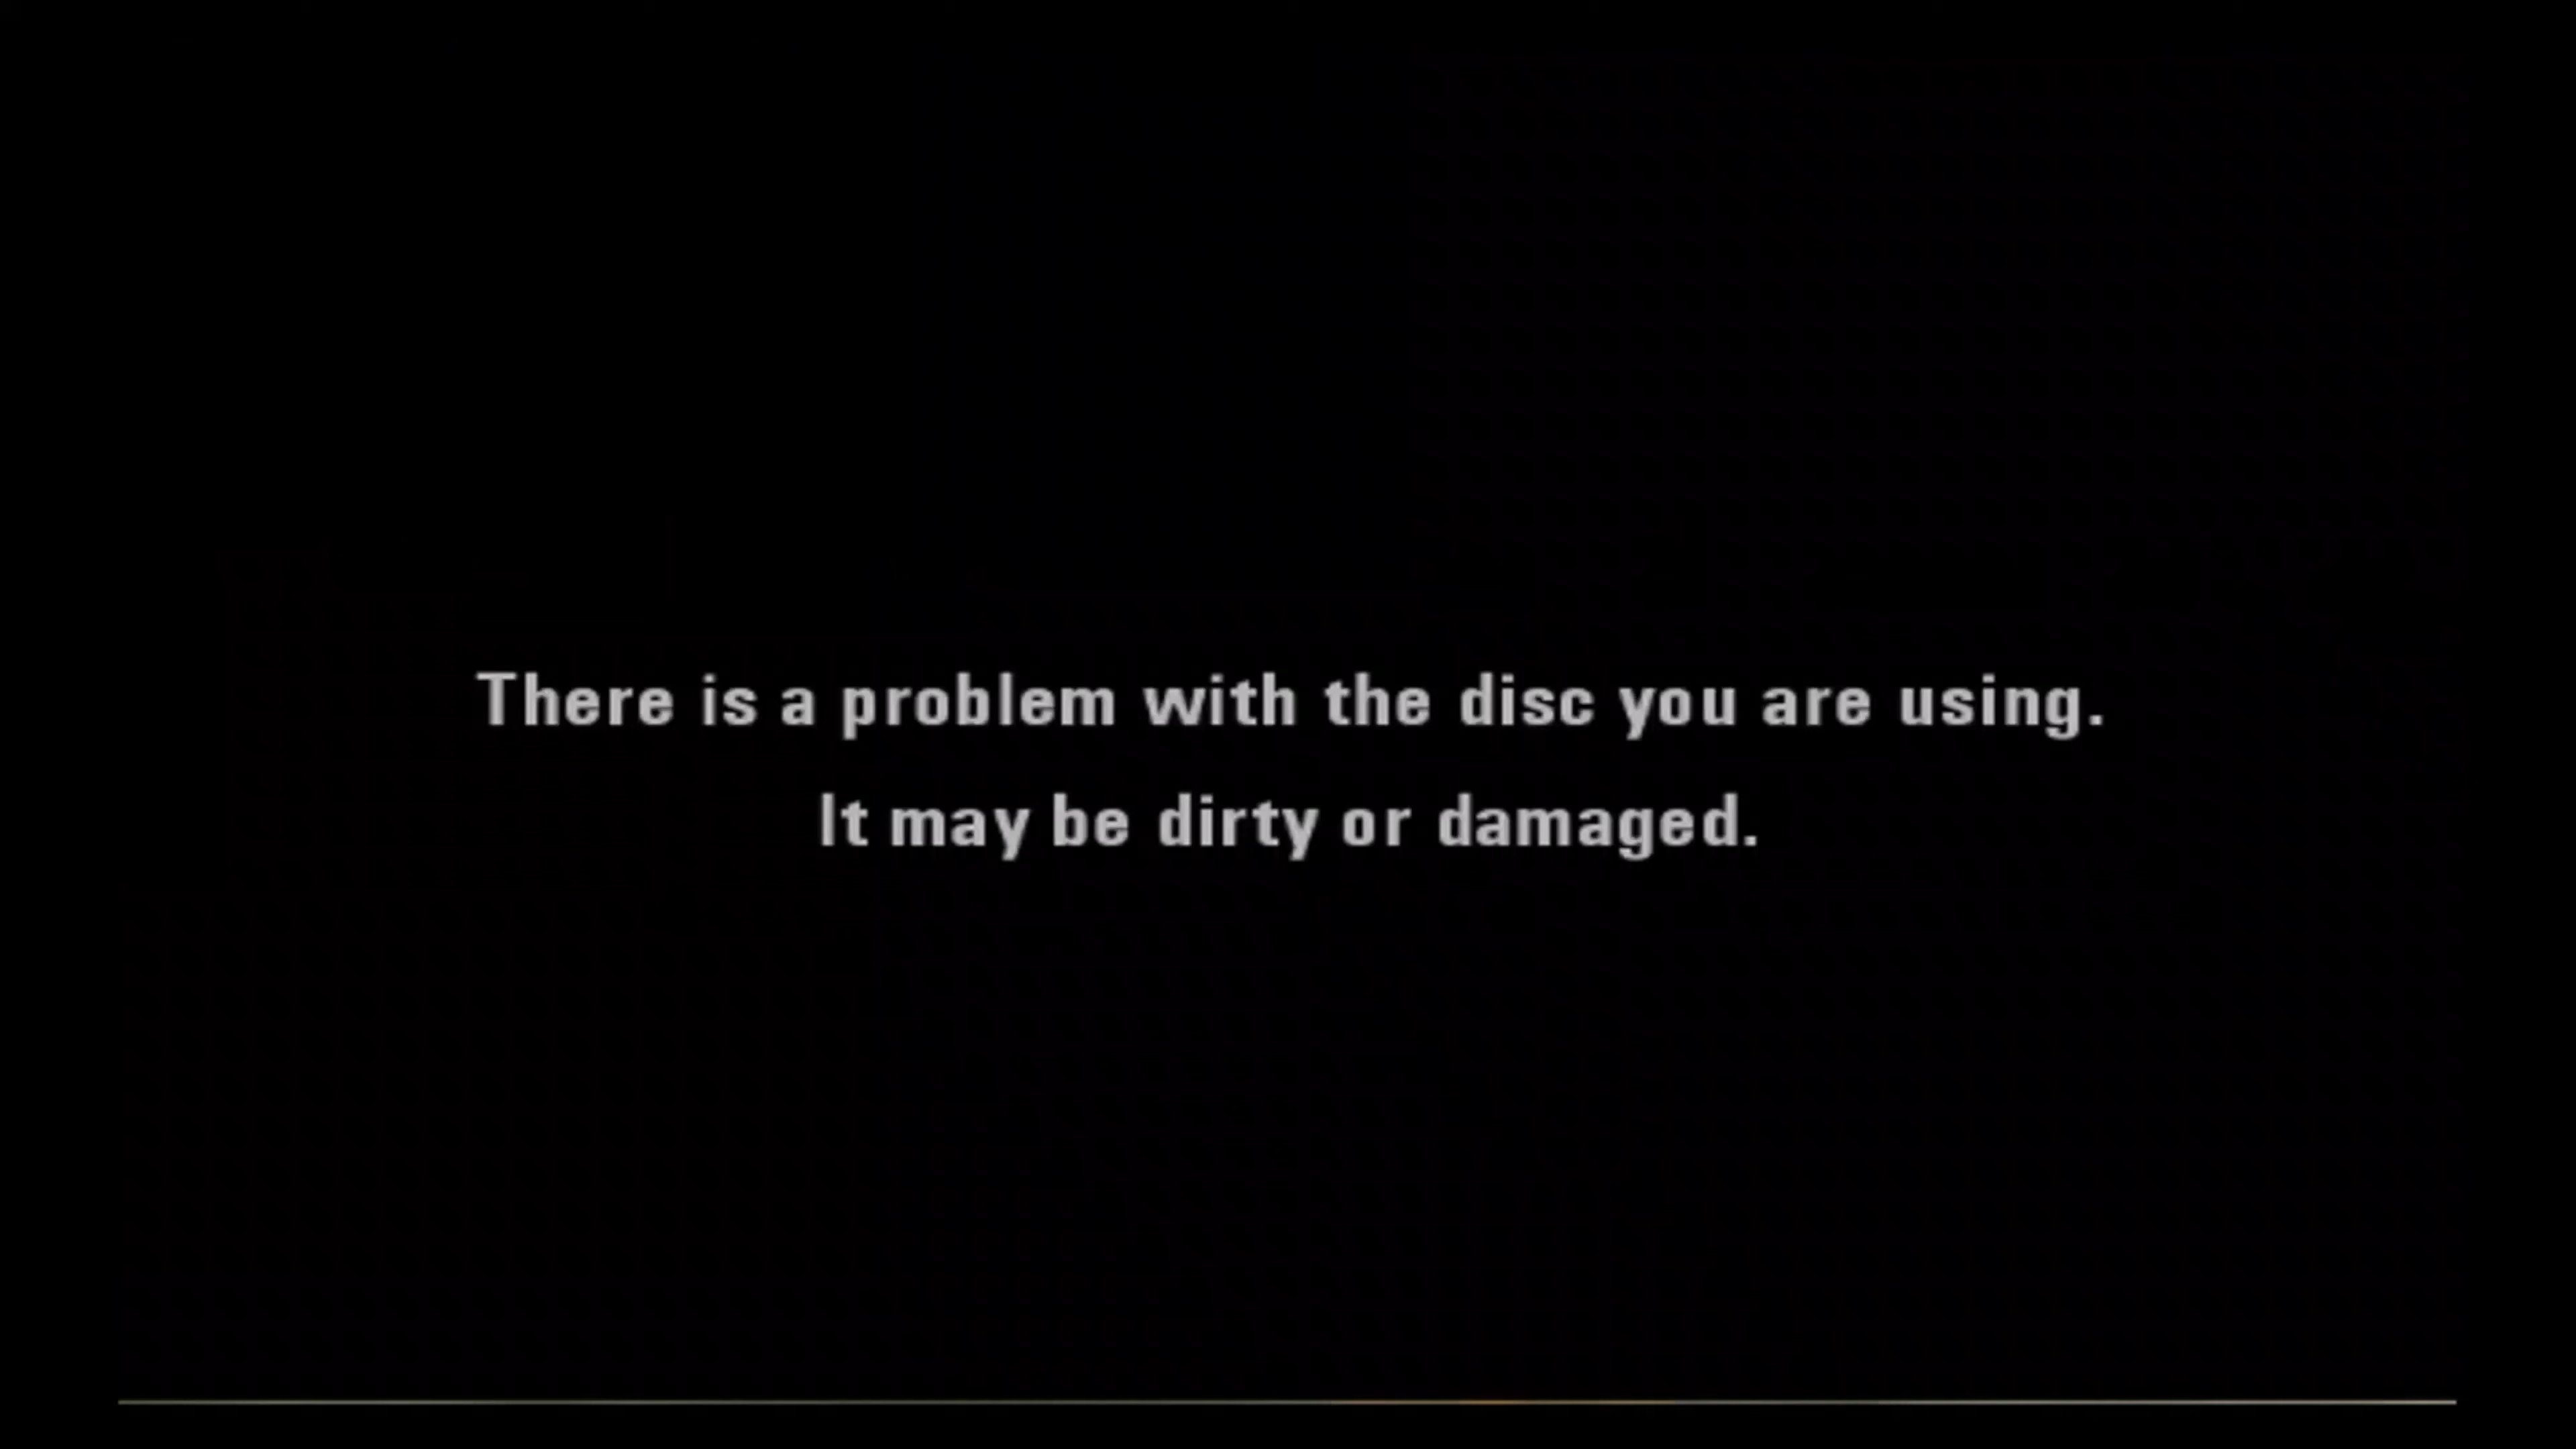 There is a problem with the disc you are using.
It may be dirty or damaged.